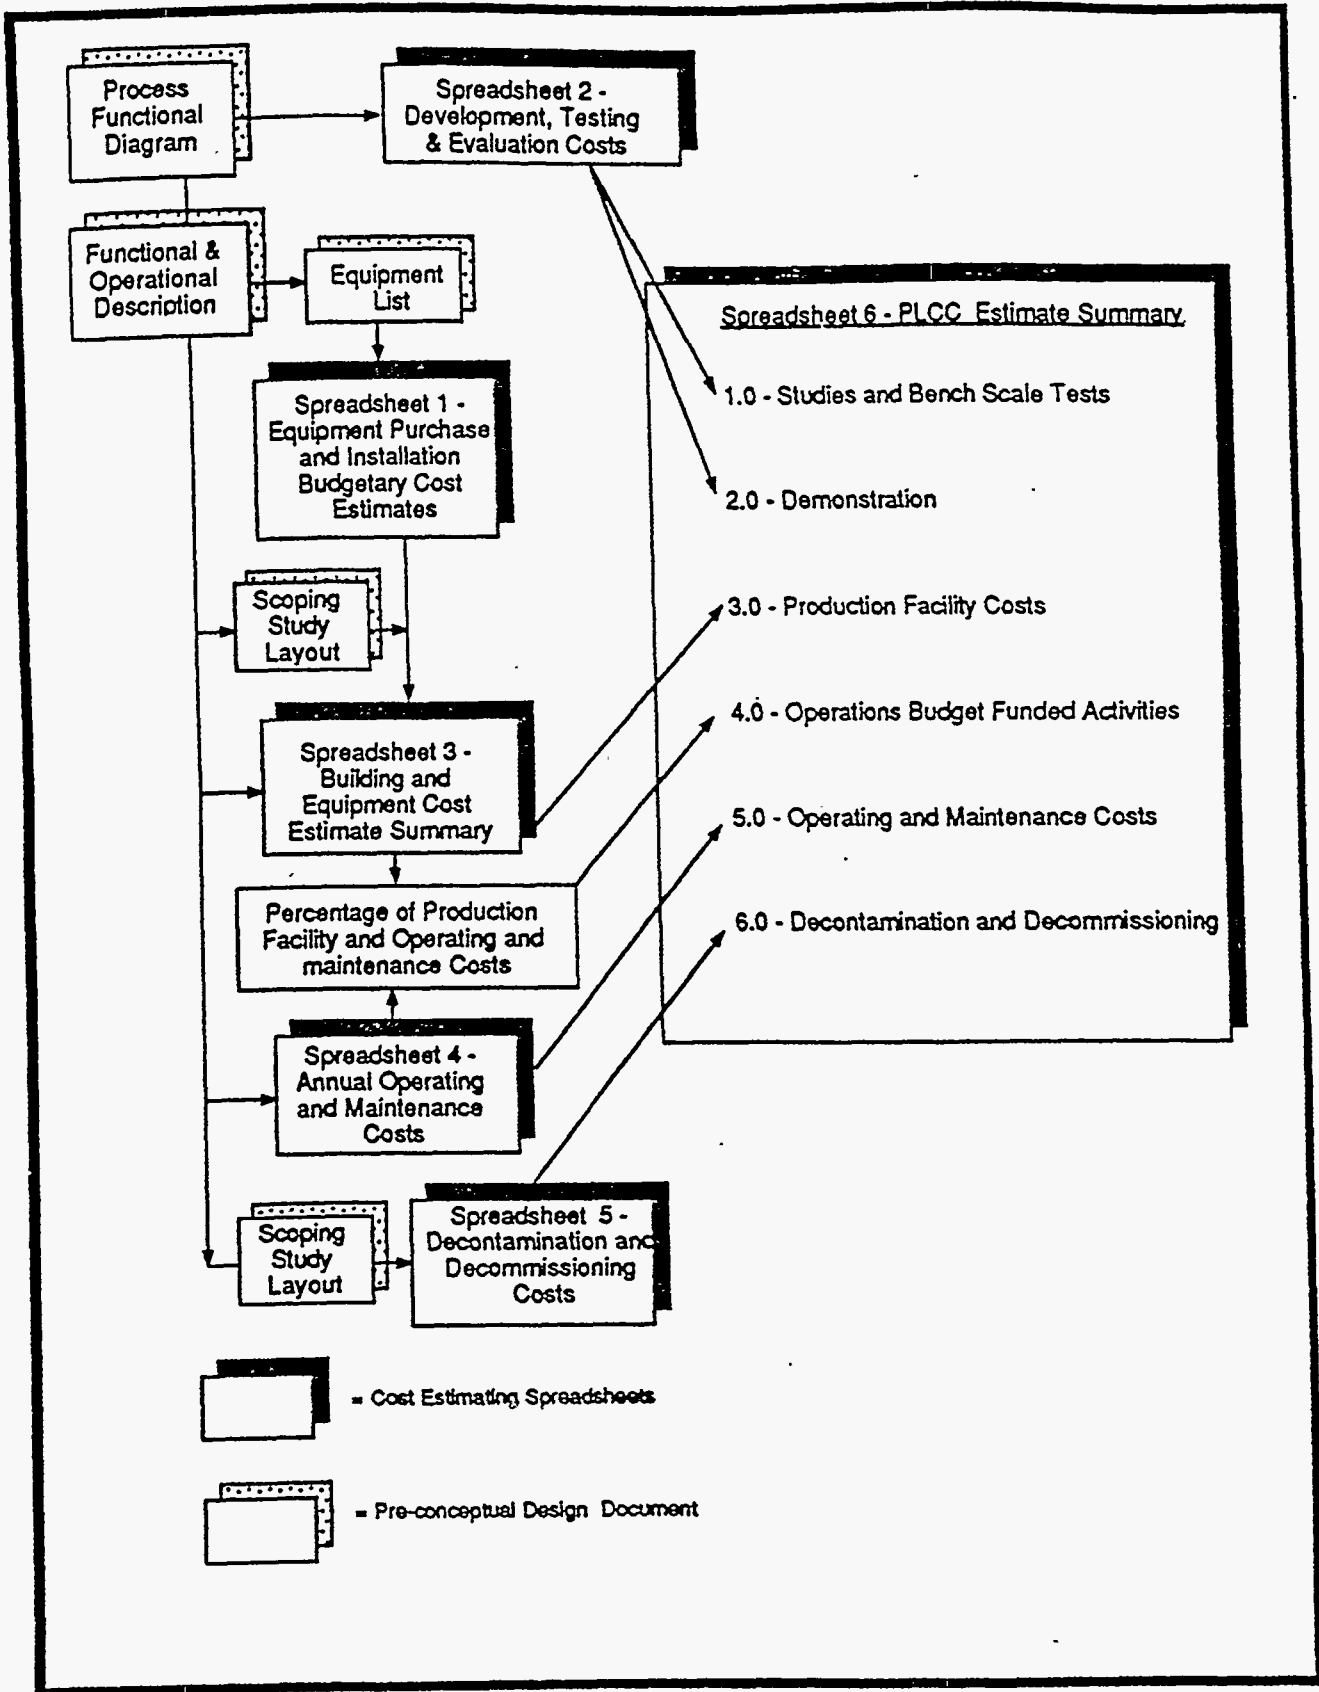 Process
Functional
Diagram
Spreadsheet 2 -
Development, Testing
& Evaluation Costs
Functional &
Operational
Description
Equipment
List
Spreadsheet 1 -
Equipment Purchase
and Installation
Budgetary Cost
Estimates
Scoping
Study
Layout
Spreadsheet 3 -
Building and
Equipment Cost
Estimate Summary
Percentage of Production
Facility and Operating and
maintenance Costs
Spreadsheet 4 -
Annual Operating
and Maintenance
Costs
Scoping
Study
Layout
Spreadsheet 5 -
Decontamination and
Decommissioning
Costs
Spreadsheet 6 - PLCC Estimate Summary
1.0 - Studies and Bench Scale Tests
2.0 - Demonstration
3.0 - Production Facility Costs
4.0 - Operations Budget Funded Activities
5.0 - Operating and Maintenance Costs
6.0 - Decontamination and Decommissioning
= Cost Estimating Spreadsheets
= Pre-conceptual Design Document